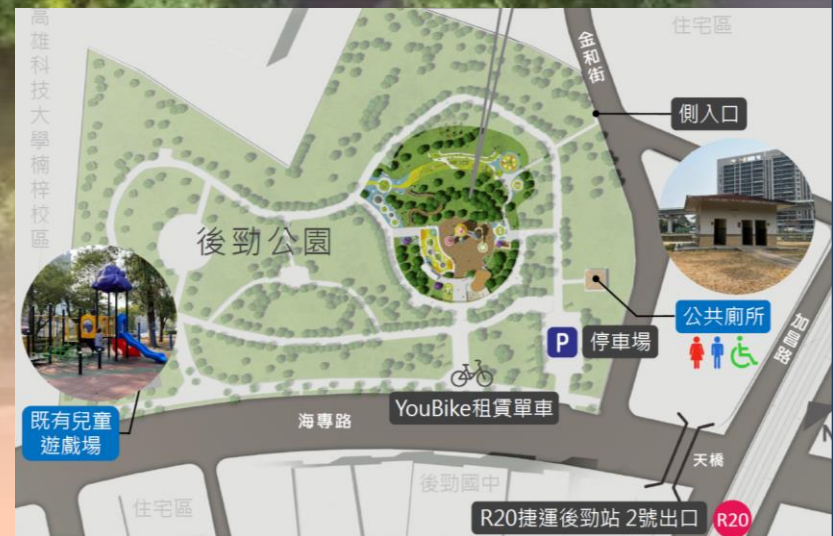 高雄科技大學楠梓校區
金和街
住宅區
側入口
後勁公園
公共廁所
加昌路
P 停車場
YouBike租賃單車
既有兒童
遊戲場
海專路
天橋
後勁國中
住宅區
R20捷運後勁站 2號出口
R20